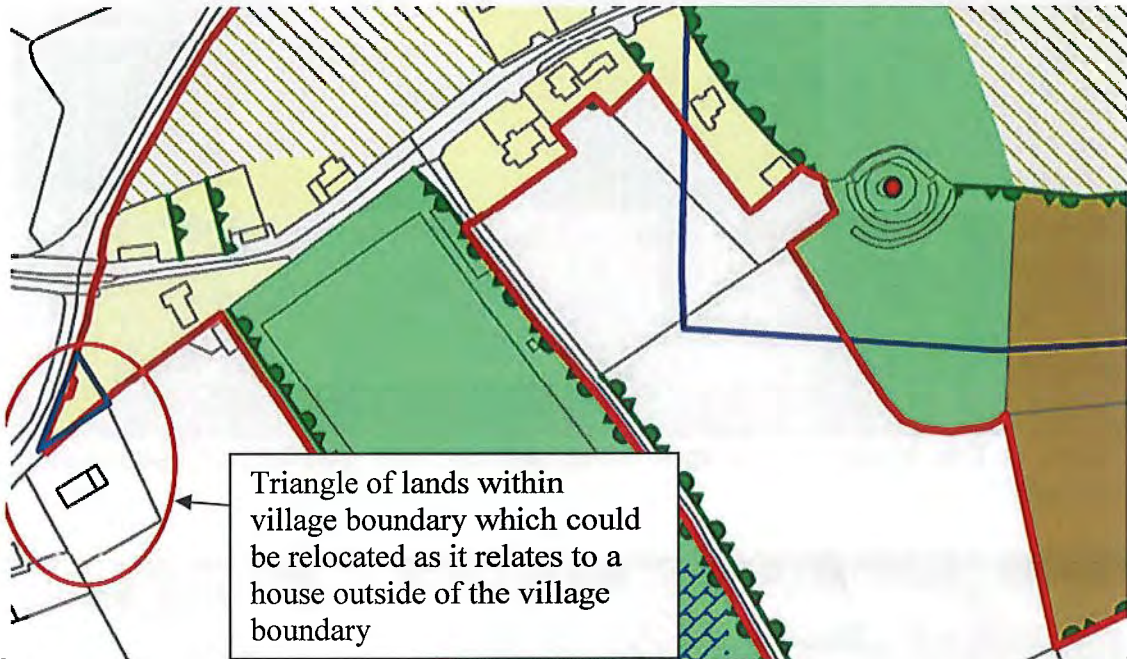 Triangle of lands within
village boundary which could
be relocated as it relates to a
house outside of the village
boundary